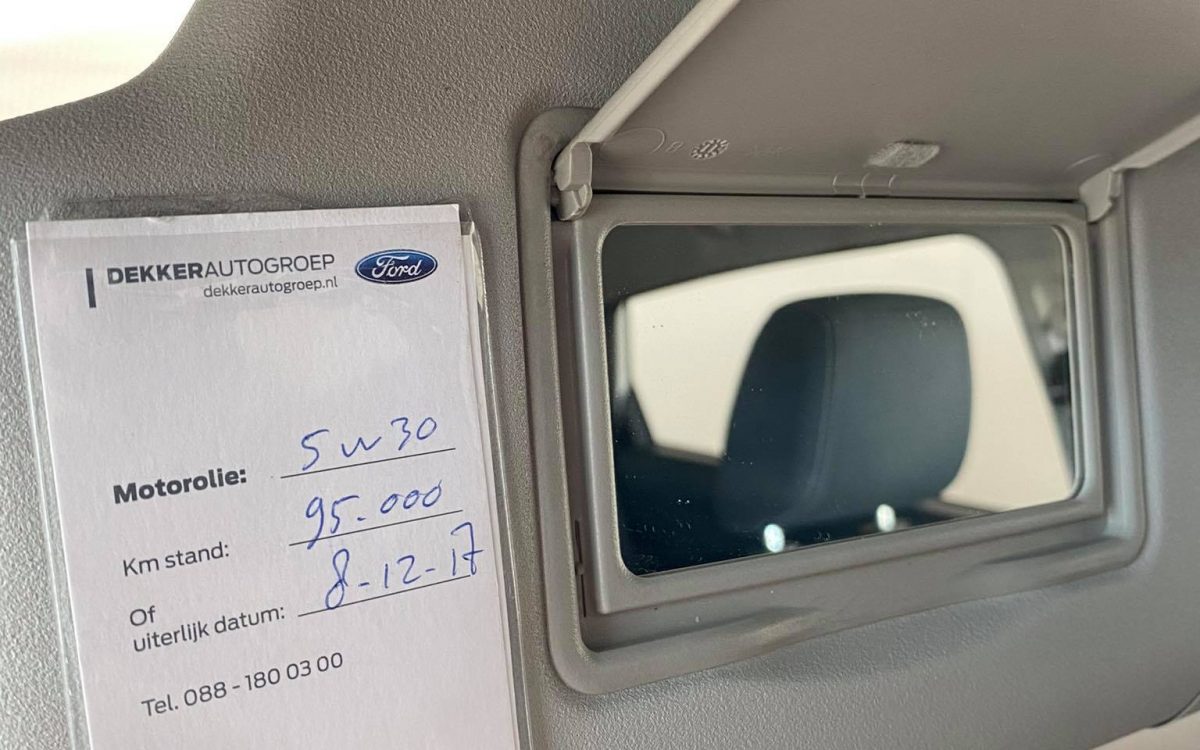 DEKKERAUTOGROEP Ford
dekkerautogroep.nl
Motorolie: 5w30
Km stand: 95.000
Of
uiterlijk datum: 8-12-17
Tel. 088 - 180 03 00